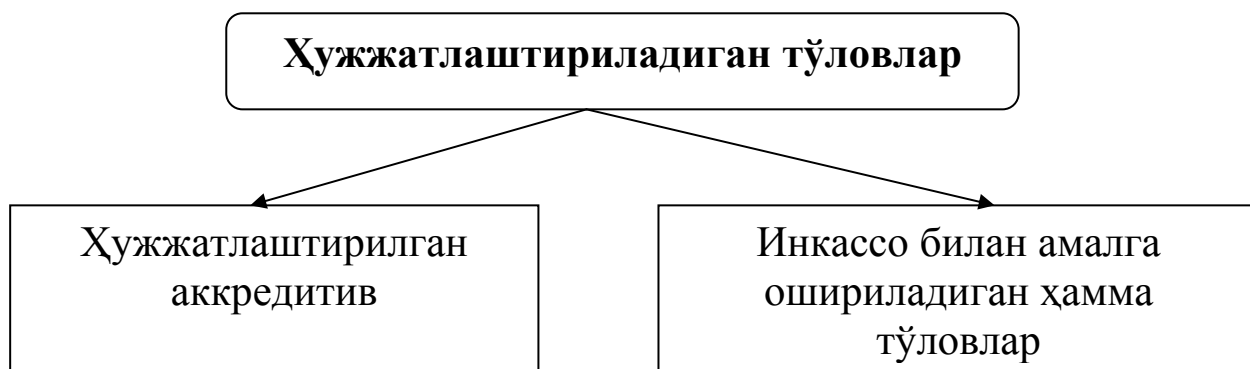 Ҳужжатлаштириладиган тўловлар
Ҳужжатлаштирилган
аккредитив
Инкассо билан амалга
ошириладиган ҳамма
тўловлар